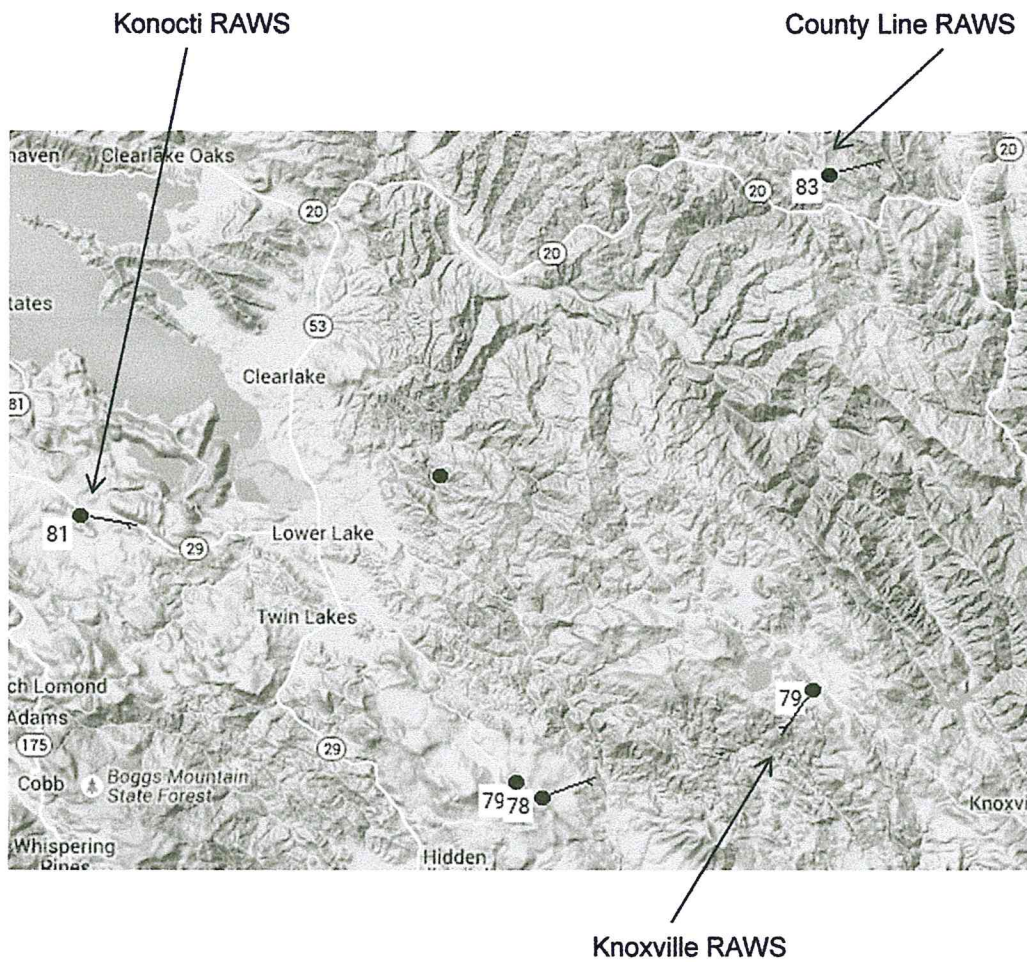 Konocti RAWS
County Line RAWS
haven
Clearlake Oaks
20
20
83
20
20
tates
53
Clearlake
81
81
29
Lower Lake
Twin Lakes
ch Lomond
79
Adams
175
29
Cobb
Boggs Mountain
State Forest
79
78
Knoxvi
Whispering
Pines
Hidden
Knoxville RAWS